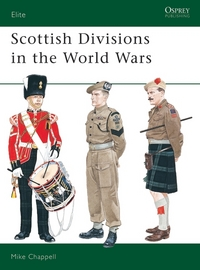 Elite
OSPREY
PUBLISHING
Scottish Divisions
in the World Wars
Mike Chappell